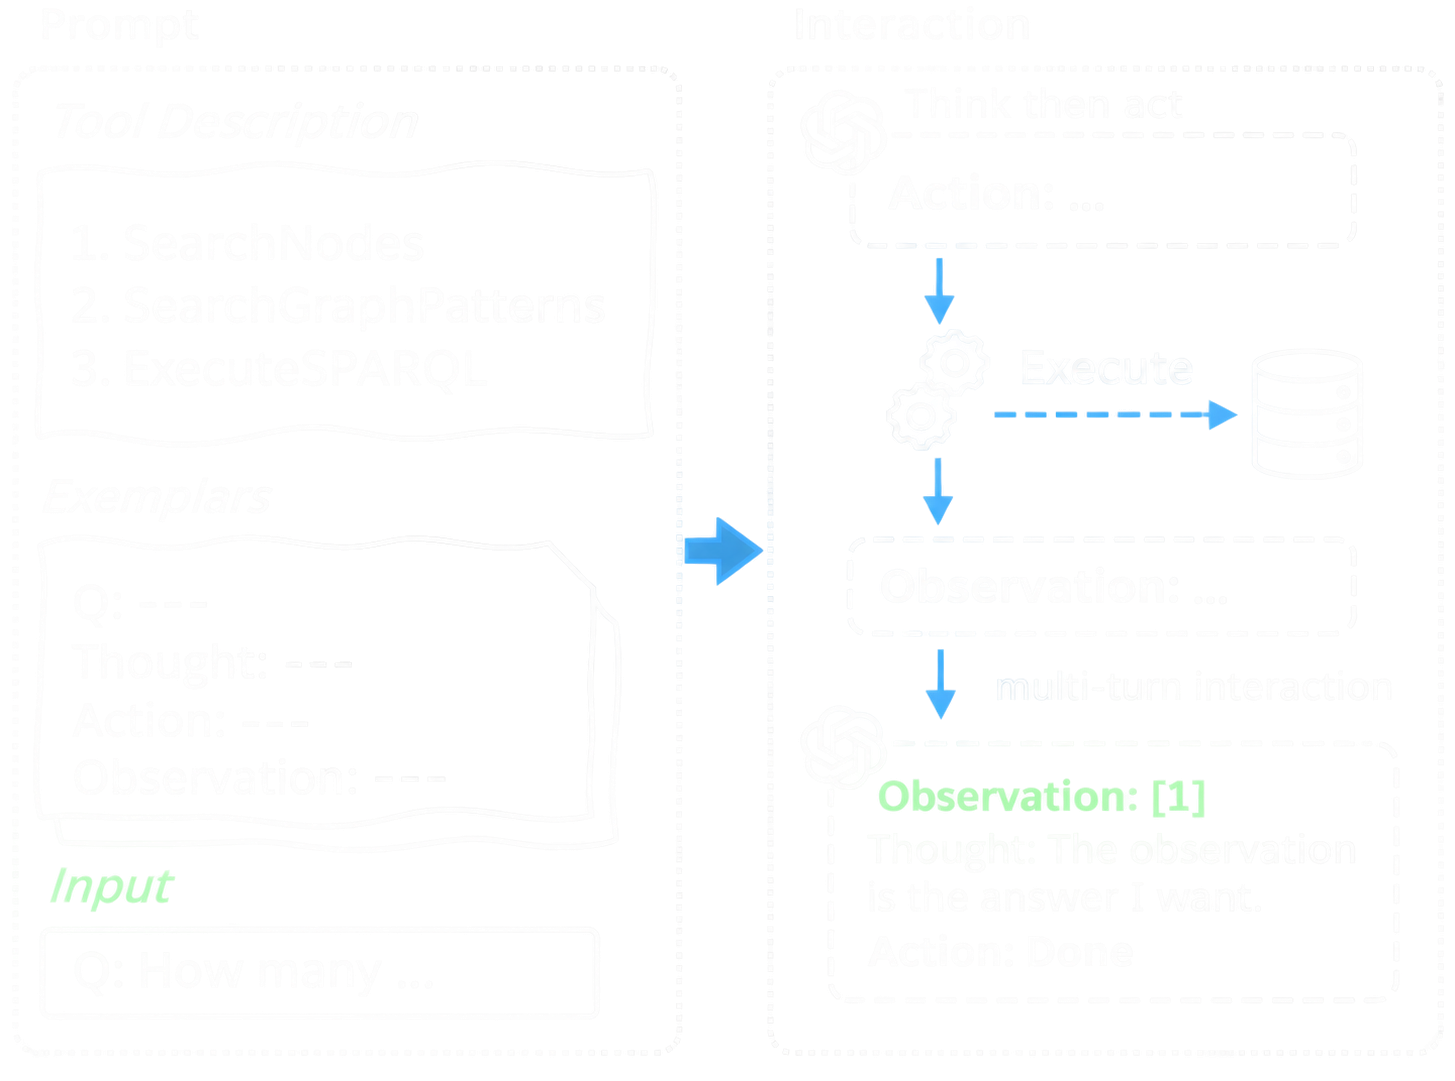 Prompt
Tool Description
1. SearchNodes
2. SearchGraphPatterns
3. ExecuteSPARQL
Exemplars
Q: ---
Thought: ---
Action: ---
Observation: ---
Input
Q: How many ...
Interaction
Think then act
Action: ...
Execute
Observation: ...
multi-turn interaction
Observation: [1]
Thought: The observation
is the answer I want.
Action: Done